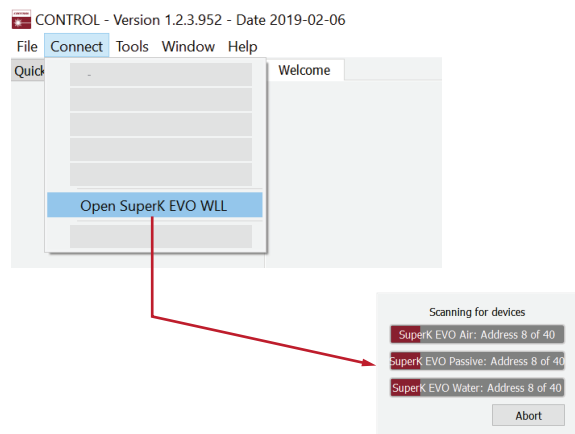 CONTROL - Version 1.2.3.952 - Date 2019-02-06
File Connect Tools Window Help
Quick - Welcome
Open SuperK EVO WLL
Scanning for devices
SuperK EVO Air: Address 8 of 40
SuperK EVO Passive: Address 8 of 40
SuperK EVO Water: Address 8 of 40
Abort